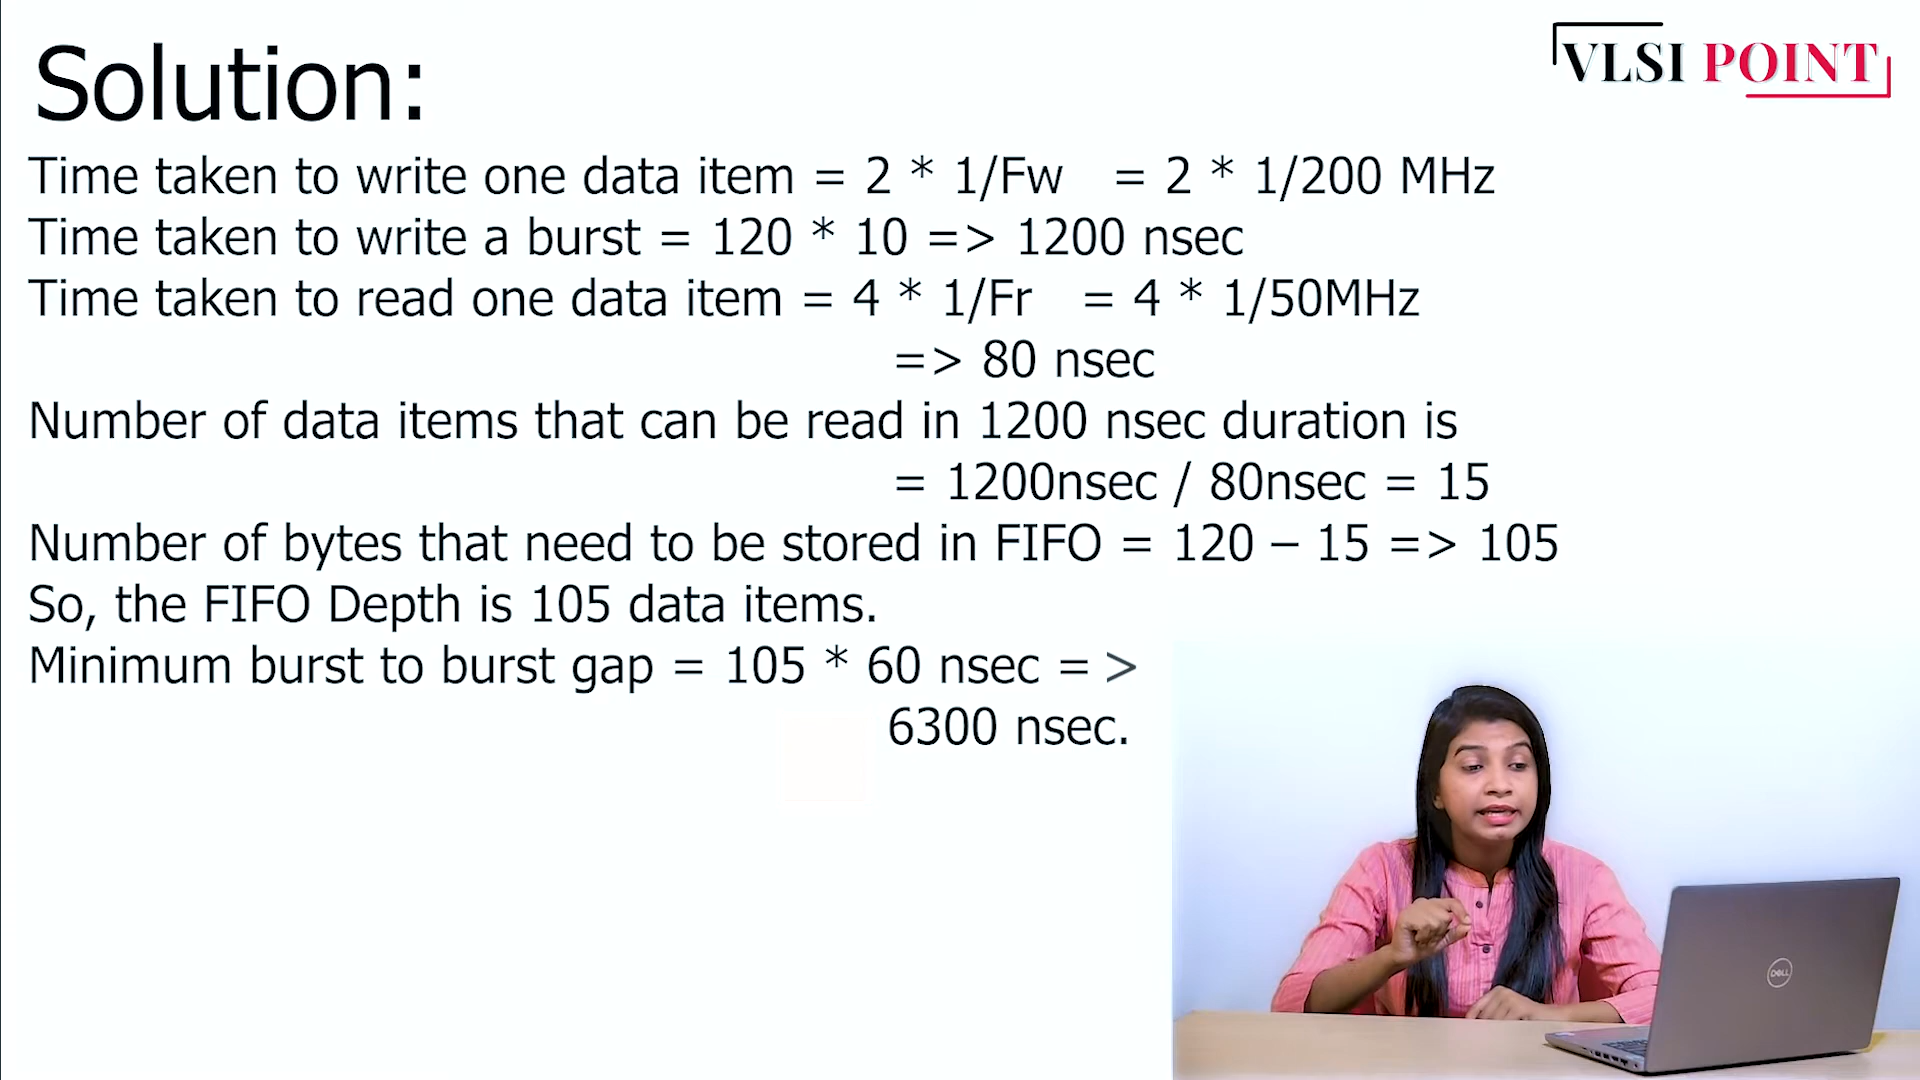 Solution:
VLSI POINT
Time taken to write one data item = 2 * 1/Fw = 2 * 1/200 MHz
Time taken to write a burst = 120 * 10 => 1200 nsec
Time taken to read one data item = 4 * 1/Fr = 4 * 1/50MHz
=> 80 nsec
Number of data items that can be read in 1200 nsec duration is
= 1200nsec / 80nsec = 15
Number of bytes that need to be stored in FIFO = 120 – 15 => 105
So, the FIFO Depth is 105 data items.
Minimum burst to burst gap = 105 * 60 nsec = >
6300 nsec.
DELL